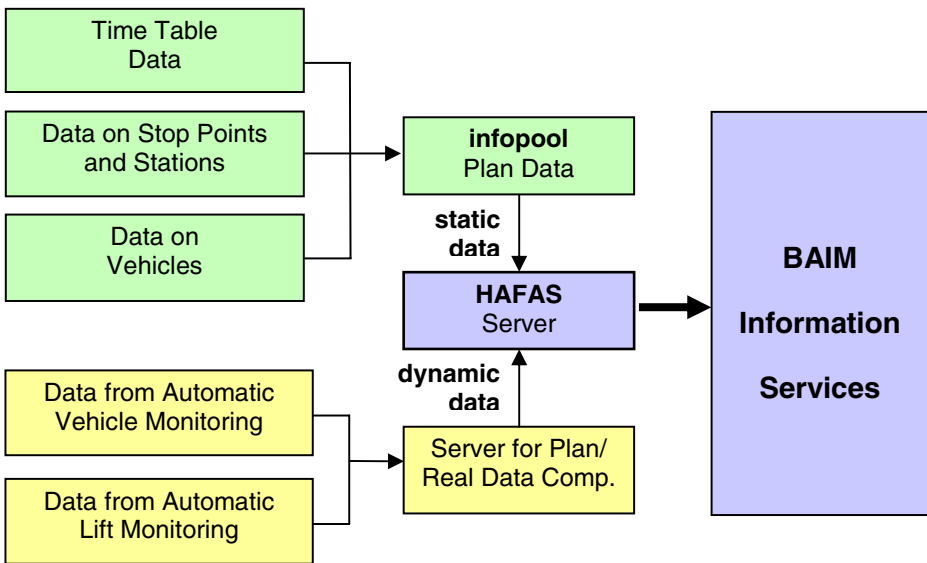 Time Table
Data
Data on Stop Points
and Stations
Data on
Vehicles
infopool
Plan Data
static
data
HAFAS
Server
BAIM
Information
Services
dynamic
data
Data from Automatic
Vehicle Monitoring
Data from Automatic
Lift Monitoring
Server for Plan/
Real Data Comp.